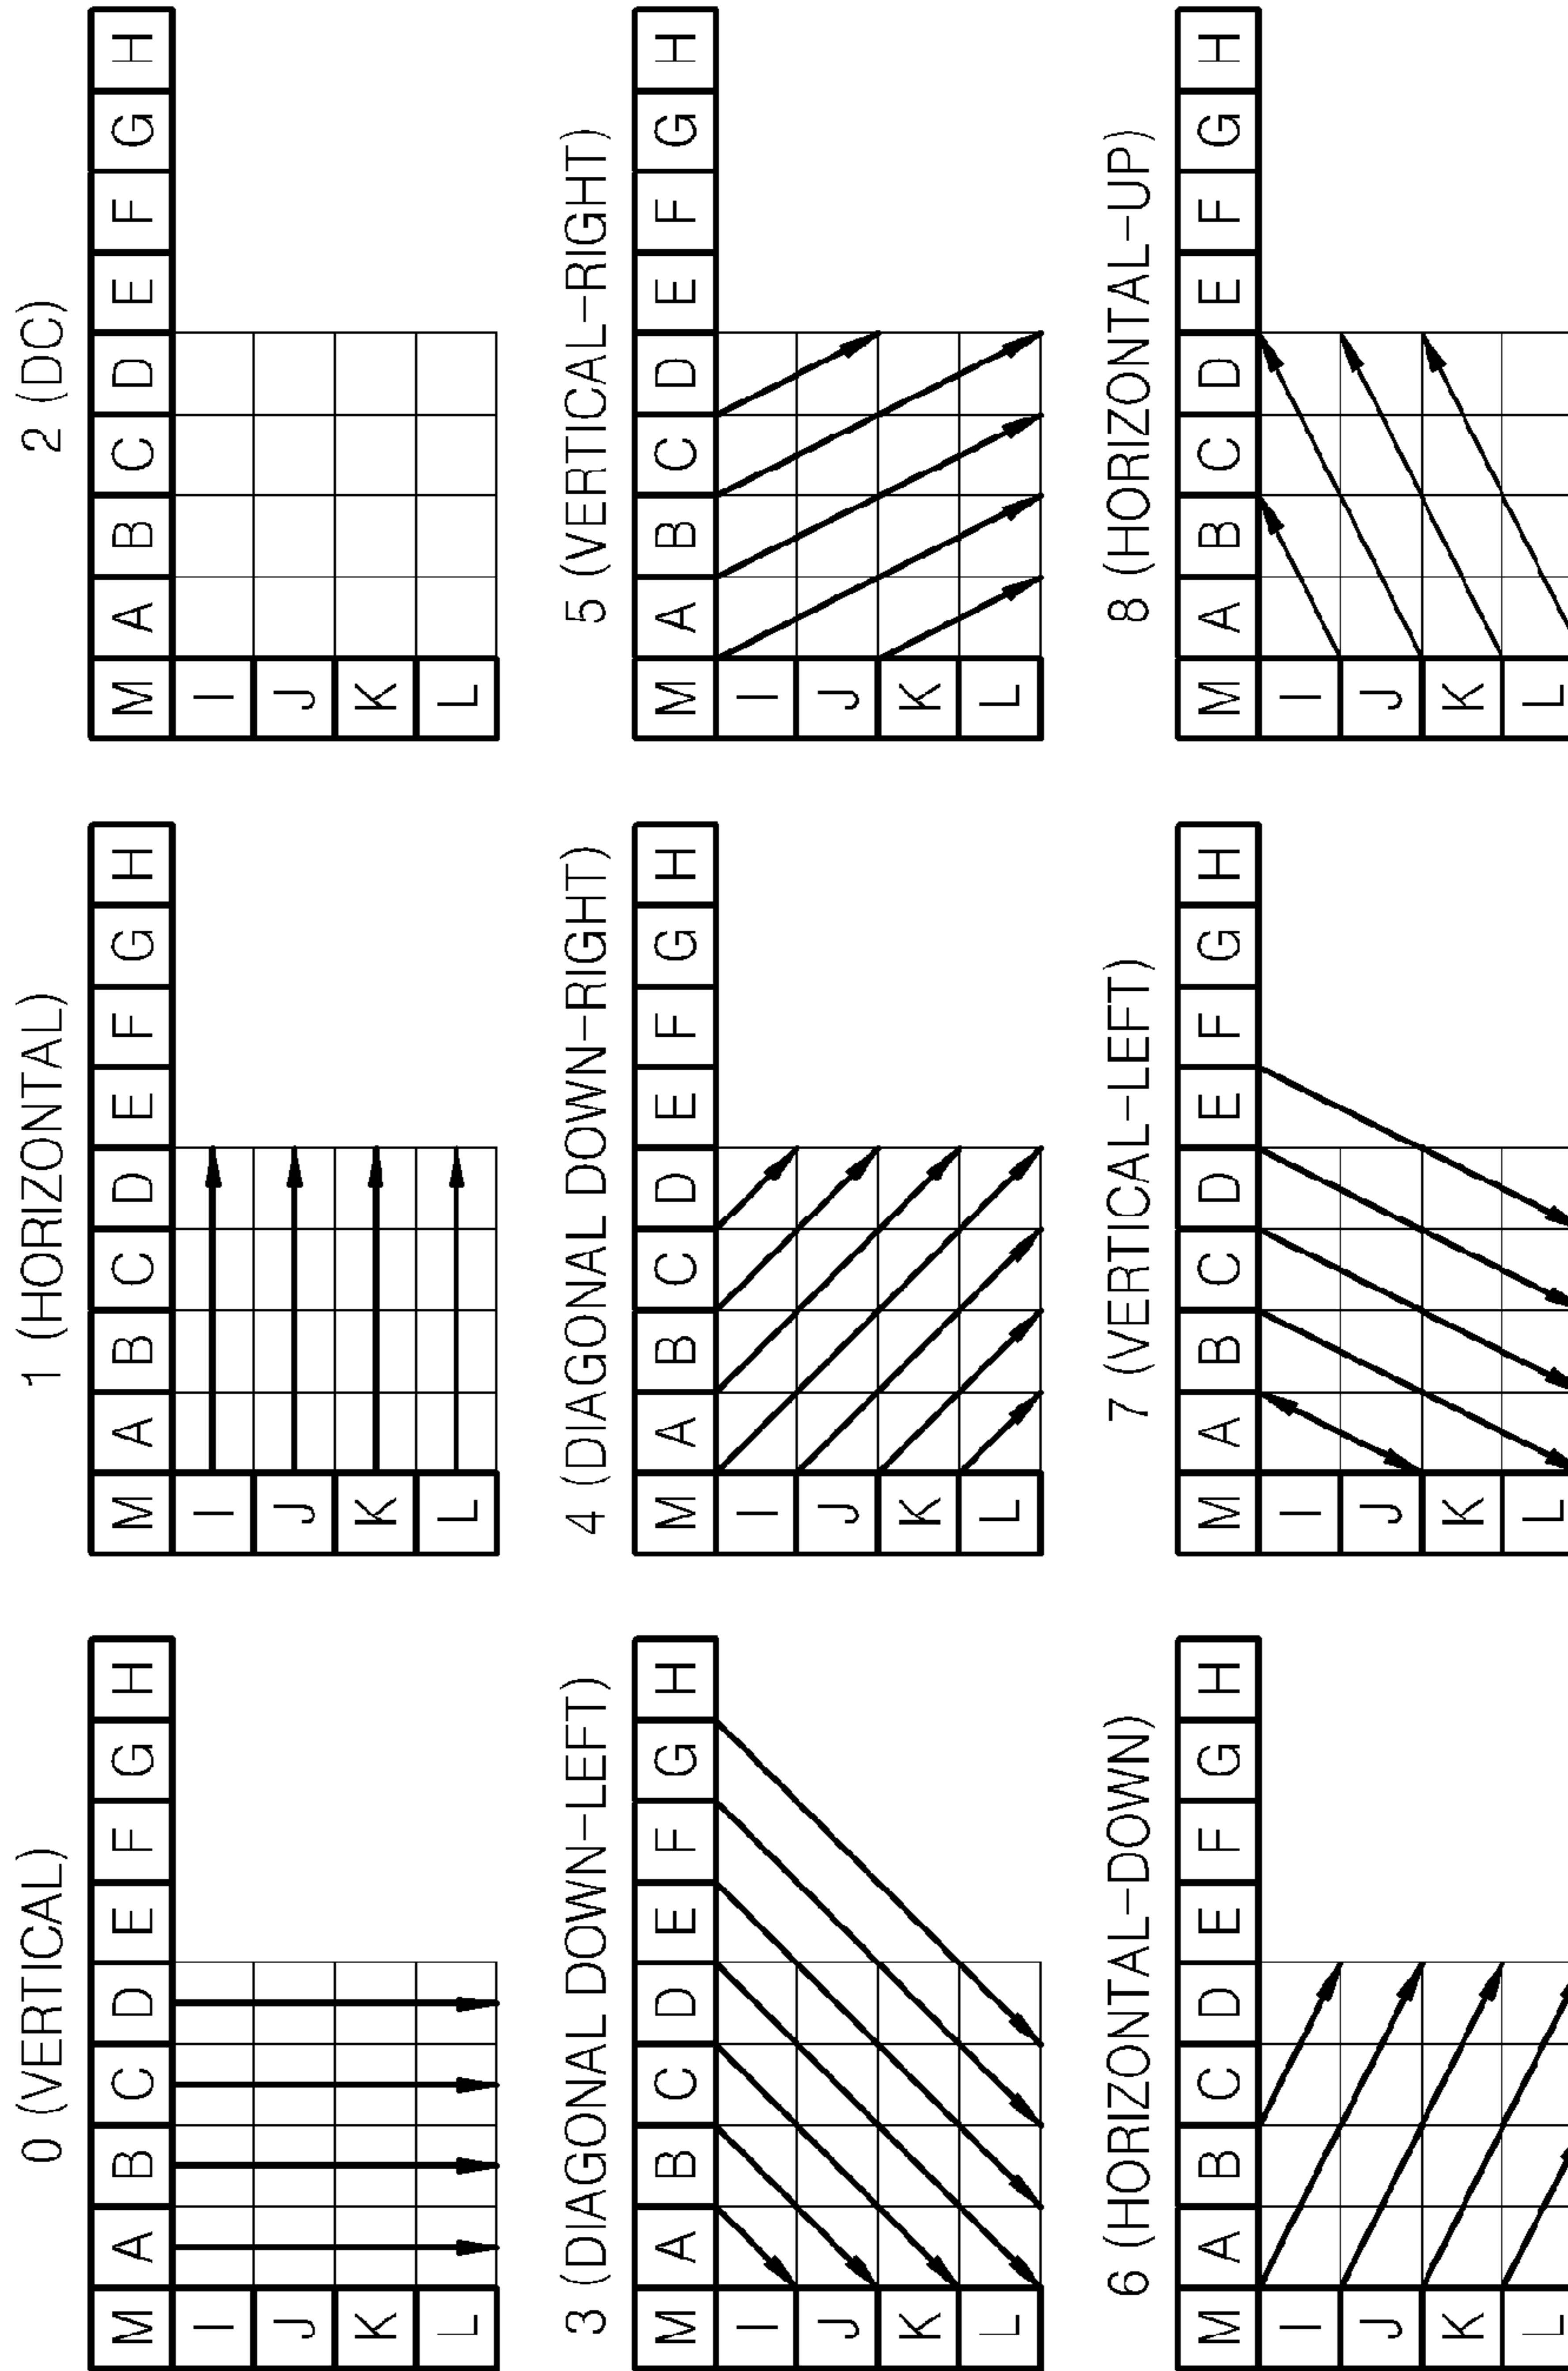 0 (VERTICAL)
M A B C D E F G H
I
J
K
L
1 (HORIZONTAL)
M A B C D E F G H
I
J
K
L
2 (DC)
M A B C D E F G H
I
J
K
L
3 (DIAGONAL DOWN-LEFT)
M A B C D E F G H
I
J
K
L
4 (DIAGONAL DOWN-RIGHT)
M A B C D E F G H
I
J
K
L
5 (VERTICAL-RIGHT)
M A B C D E F G H
I
J
K
L
6 (HORIZONTAL-DOWN)
M A B C D E F G H
I
J
K
L
7 (VERTICAL-LEFT)
M A B C D E F G H
I
J
K
L
8 (HORIZONTAL-UP)
M A B C D E F G H
I
J
K
L